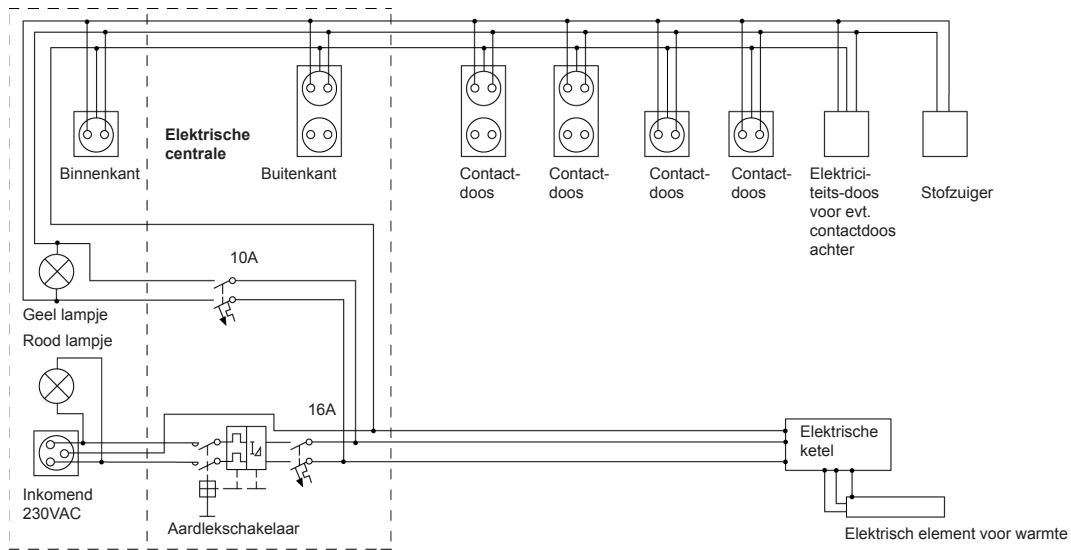 Elektrische
centrale
Binnenkant
Buitenkant
Contact-
doos
Contact-
doos
Contact-
doos
Contact-
doos
Elektrici-
teits-doos
voor evt.
contactdoos
achter
Stofzuiger
10A
Geel lampje
Rood lampje
16A
Elektrische
ketel
Inkomend
230VAC
Aardlekschakelaar
I
Elektrisch element voor warmte